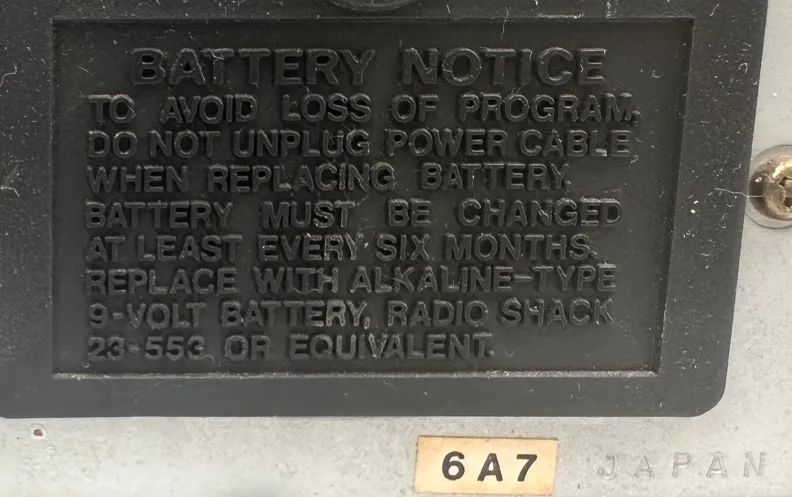 BATTERY NOTICE
TO AVOID LOSS OF PROGRAM,
DO NOT UNPLUG POWER CABLE
WHEN REPLACING BATTERY.
BATTERY MUST BE CHANGED
AT LEAST EVERY SIX MONTHS.
REPLACE WITH ALKALINE-TYPE
9-VOLT BATTERY, RADIO SHACK
23-553 OR EQUIVALENT.
6A7 JAPAN